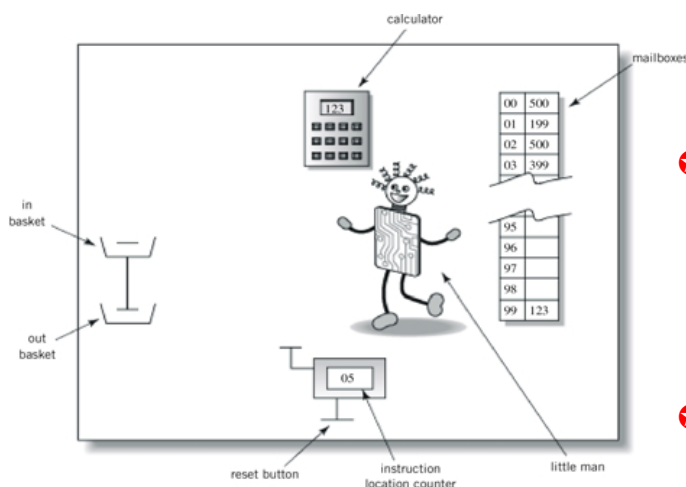 calculator
mailboxes
123
00 500
01 199
02 500
03 399
95
96
97
98
99 123
in
basket
out
basket
05
reset button
instruction
location counter
little man